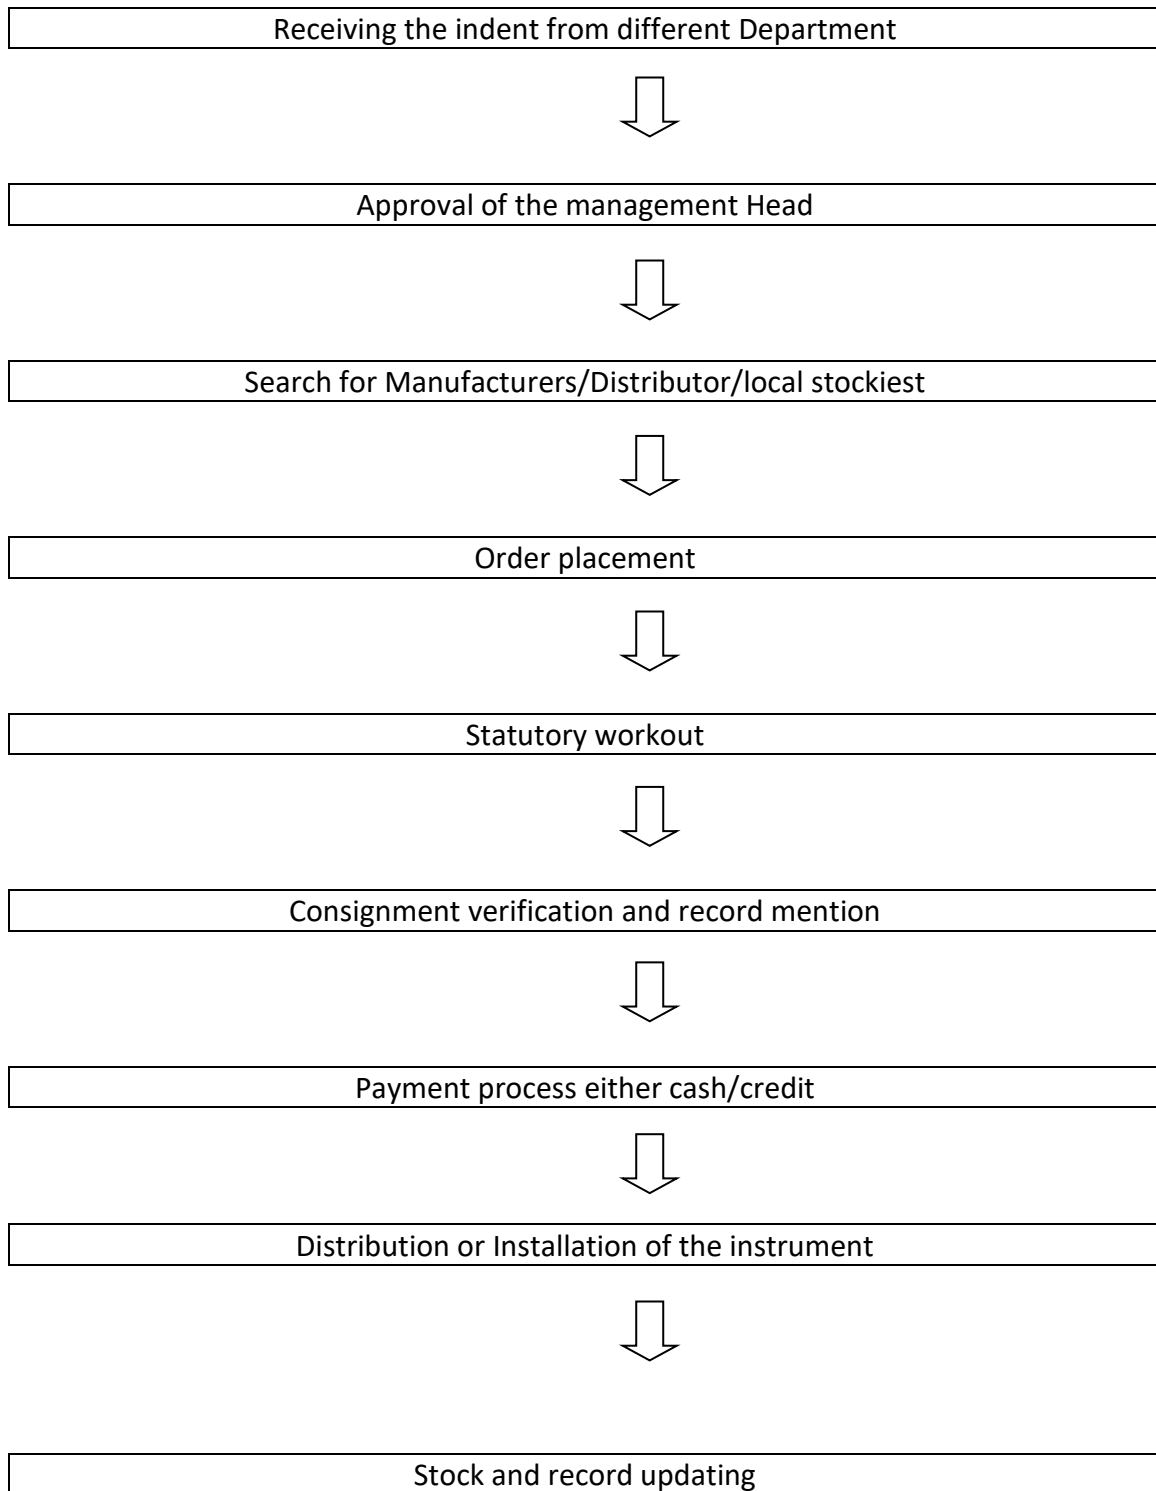 Receiving the indent from different Department
Approval of the management Head
Search for Manufacturers/Distributor/local stockiest
Order placement
Statutory workout
Consignment verification and record mention
Payment process either cash/credit
Distribution or Installation of the instrument
Stock and record updating